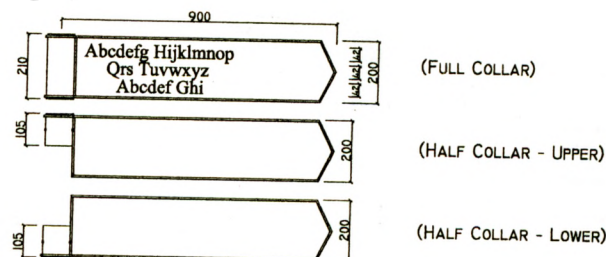 900
Abcdefg Hijklmnop
Qrs Tuvwxyz
Abcdef Ghi
210
200
(FULL COLLAR)
105
200
(HALF COLLAR - UPPER)
105
200
(HALF COLLAR - LOWER)